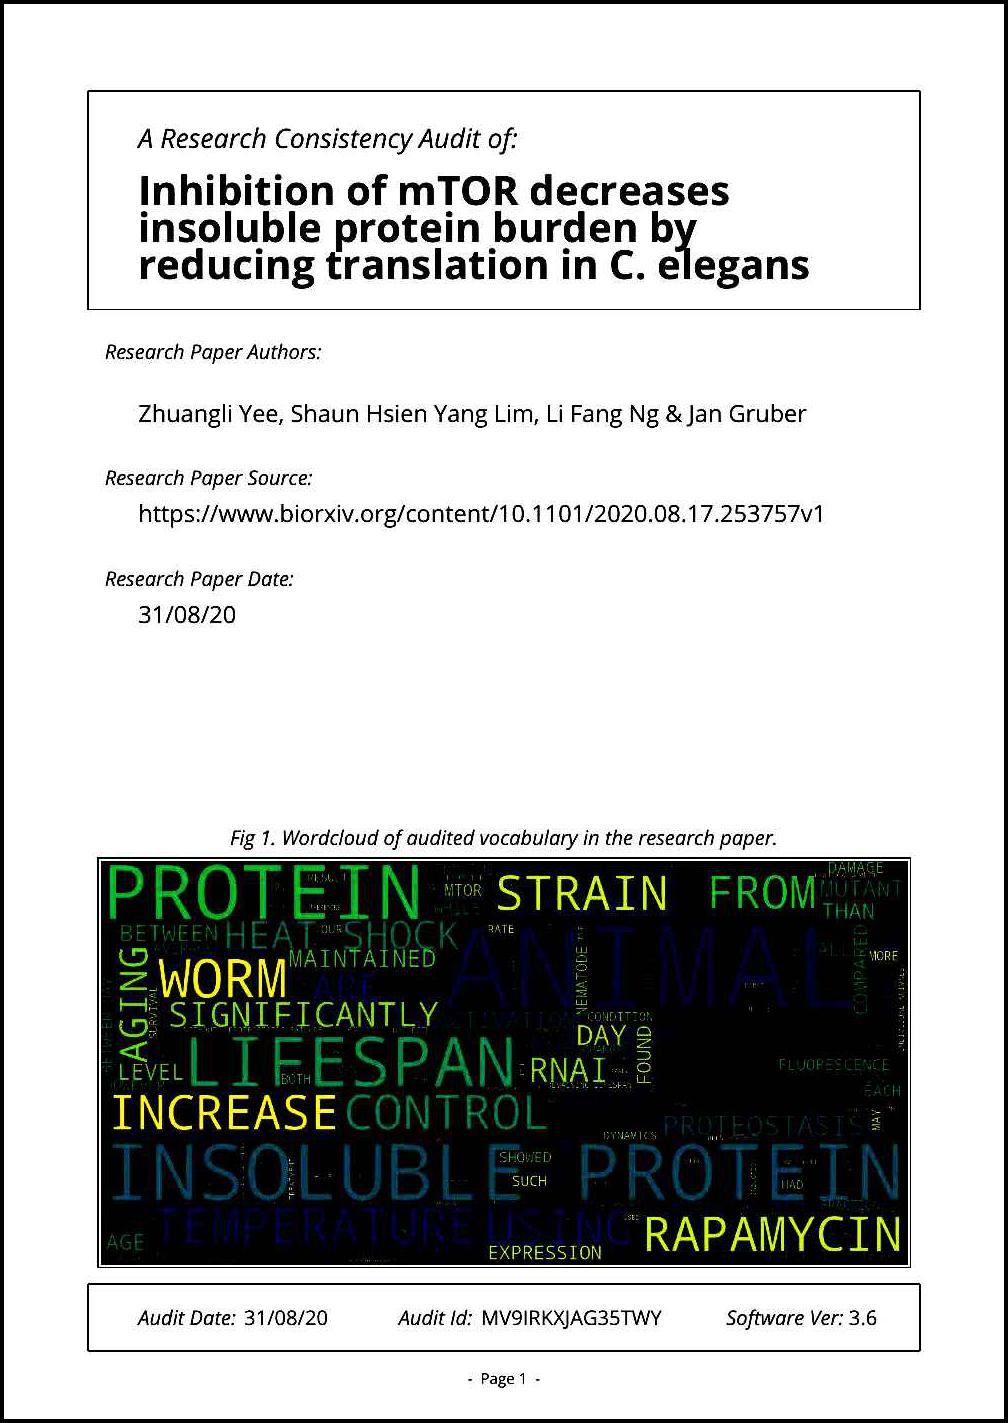 A Research Consistency Audit of:
Inhibition of mTOR decreases
insoluble protein burden by
reducing translation in C. elegans
Research Paper Authors:
Zhuangli Yee, Shaun Hsien Yang Lim, Li Fang Ng & Jan Gruber
Research Paper Source:
https://www.biorxiv.org/content/10.1101/2020.08.17.253757v1
Research Paper Date:
31/08/20
Fig 1. Wordcloud of audited vocabulary in the research paper.
PROTEIN
MTOR
STRAIN
FROM
DAMAGE
MUTANT
THAN
BETWEEN
HEAT SHOCK
OUR
RATE
ANIMAL
ALL
MORE
COMPARED
AGING
SURVIVAL
WORM
MAINTAINED
ARE
NEMATODE
SIGNIFICANTLY
CONDITION
DAY
FOUND
LEVEL
LIFESPAN
BOTH
RNAI
FLUORESCENCE
EACH
INCREASE
CONTROL
PROTEOSTASIS
MAY
DYNAMICS
INSOLUBLE PROTEIN
SHOWED
SUCH
HAD
TEMPERATURE
USING
AGE
EXPRESSION
RAPAMYCIN
Audit Date: 31/08/20 Audit Id: MV9IRKXJAG35TWY Software Ver: 3.6
- Page 1 -